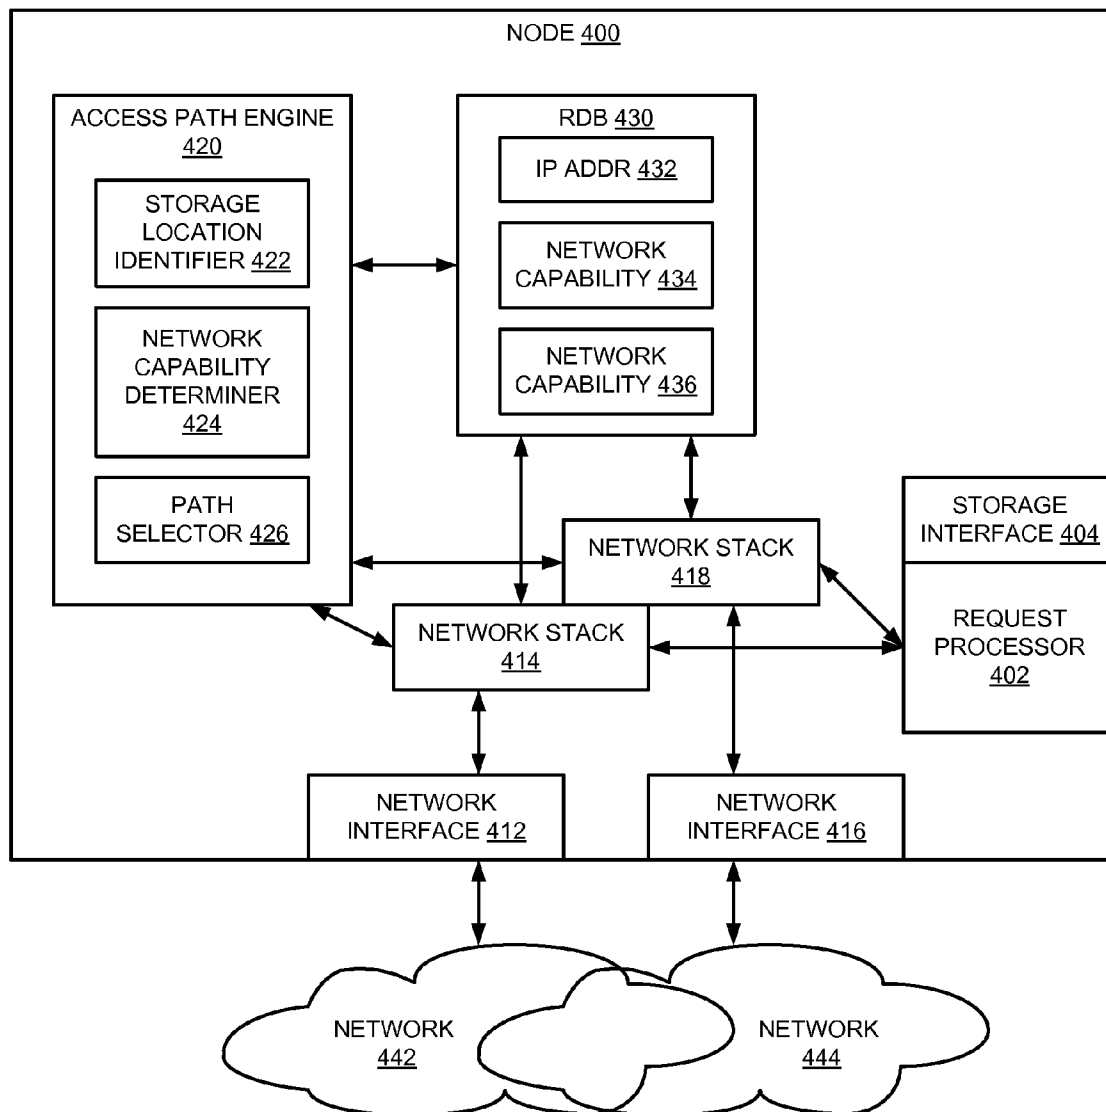 NODE 400
ACCESS PATH ENGINE
420
STORAGE
LOCATION
IDENTIFIER 422
NETWORK
CAPABILITY
DETERMINER
424
PATH
SELECTOR 426
RDB 430
IP ADDR 432
NETWORK
CAPABILITY 434
NETWORK
CAPABILITY 436
STORAGE
INTERFACE 404
REQUEST
PROCESSOR
402
NETWORK STACK
418
NETWORK STACK
414
NETWORK
INTERFACE 412
NETWORK
INTERFACE 416
NETWORK
442
NETWORK
444